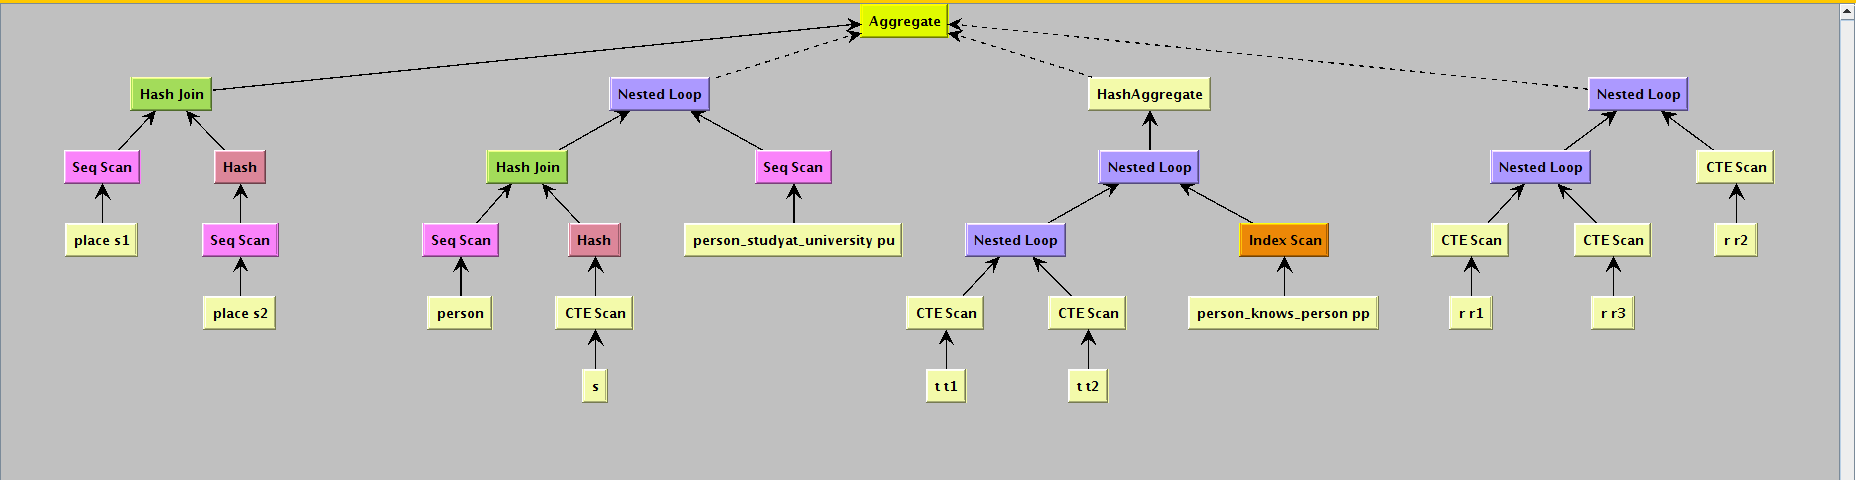 Aggregate
Hash Join
Nested Loop
HashAggregate
Nested Loop
Seq Scan
Hash
Hash Join
Seq Scan
Nested Loop
Nested Loop
CTE Scan
place s1
Seq Scan
Seq Scan
Hash
person_studyat_university pu
Nested Loop
Index Scan
CTE Scan
CTE Scan
r r2
place s2
person
CTE Scan
CTE Scan
CTE Scan
person_knows_person pp
r r1
r r3
s
t t1
t t2